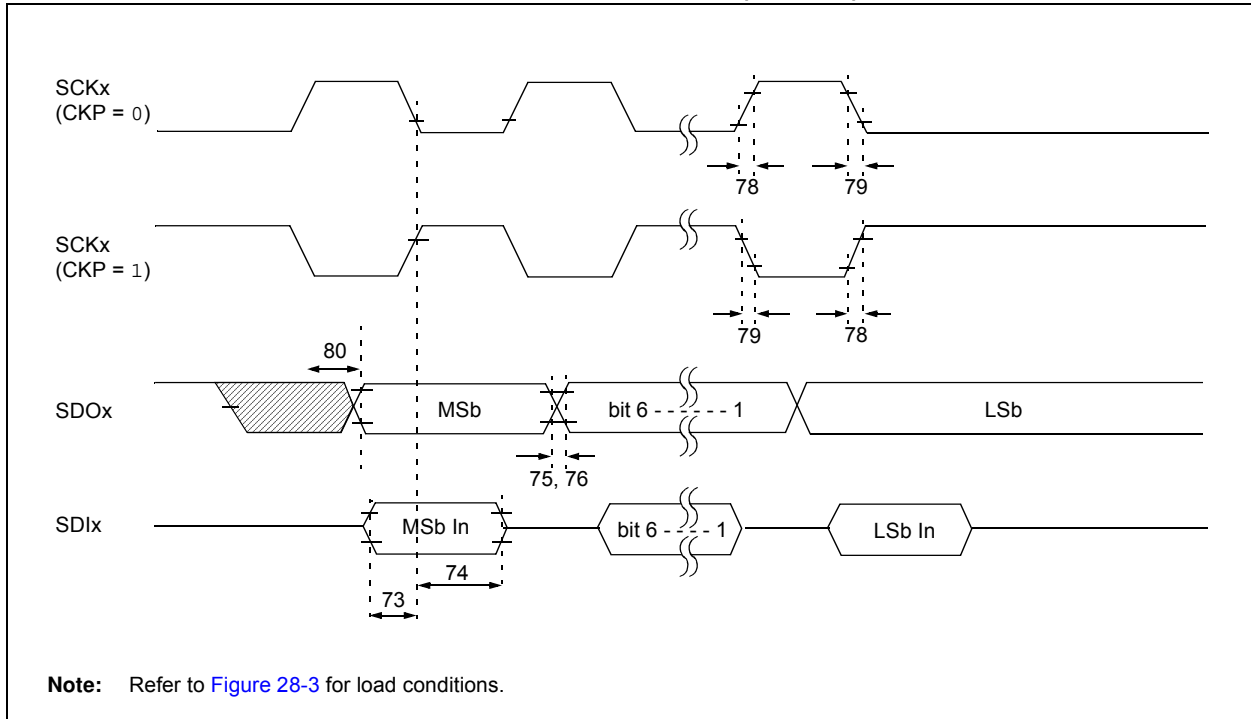 SCKx
(CKP = 0)
78
79
SCKx
(CKP = 1)
79
78
80
SDOx
MSb
bit 6 - - - - - - 1
LSb
75, 76
SDIx
MSb In
bit 6 - - - - 1
LSb In
74
73
Note: Refer to Figure 28-3 for load conditions.